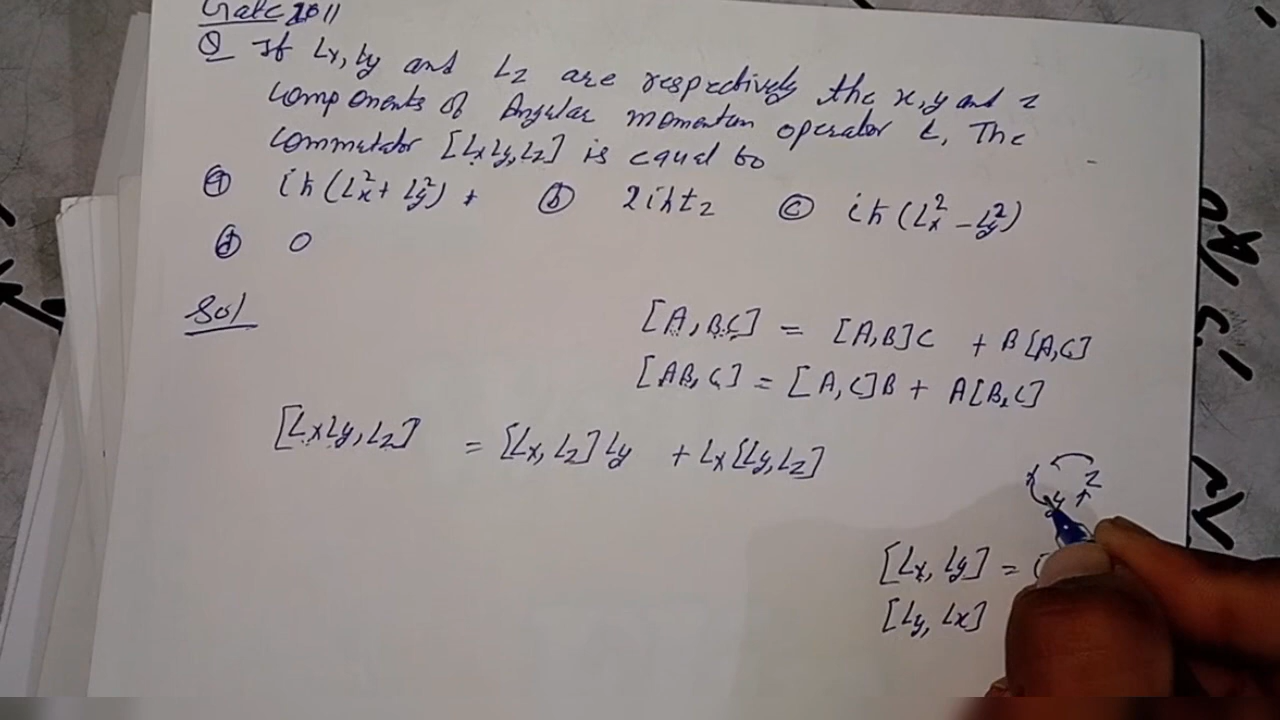 Gate 2011
Q If Lx, Ly and Lz are respectively the x, y and z
components of Angular momentum operator L, The
commutator [LxLy, Lz] is equal to
ⓐ iħ(Lx² + Ly²) ⓑ 2iħLz ⓒ iħ(Lx² - Ly²)
ⓓ 0
Sol
[A, BC] = [A,B]C + B[A,C]
[AB, C] = [A,C]B + A[B,C]
[LxLy, Lz] = [Lx, Lz]Ly + Lx[Ly, Lz]
x z
y
[Lx, Ly] = i
[Ly, Lx]